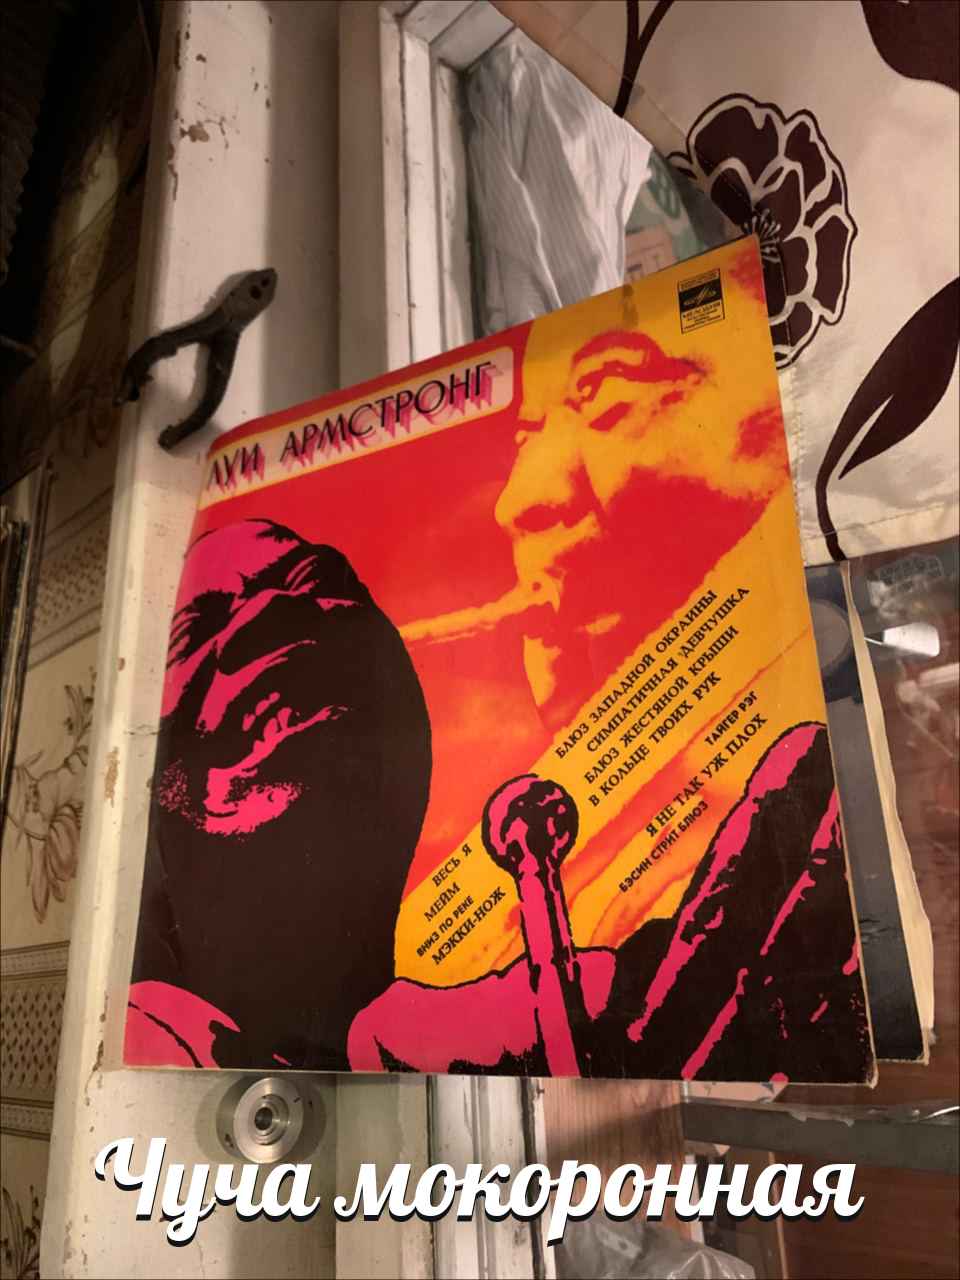 ЛУИ АРМСТРОНГ
МЕЛОДИЯ
БЛЮЗ ЗАПАДНОЙ ОКРАИНЫ
СИМПАТИЧНАЯ ДЕВЧУШКА
БЛЮЗ ЖЕСТЯНОЙ КРЫШИ
В КОЛЬЦЕ ТВОИХ РУК
ТАЙГЕР РЭГ
Я НЕ ТАК УЖ ПЛОХ
БЭСИН СТРИТ БЛЮЗ
ВЕСЬ Я
МЕЙМ
ВНИЗ ПО РЕКЕ
МЭККИ-НОЖ
Чуча мокоронная